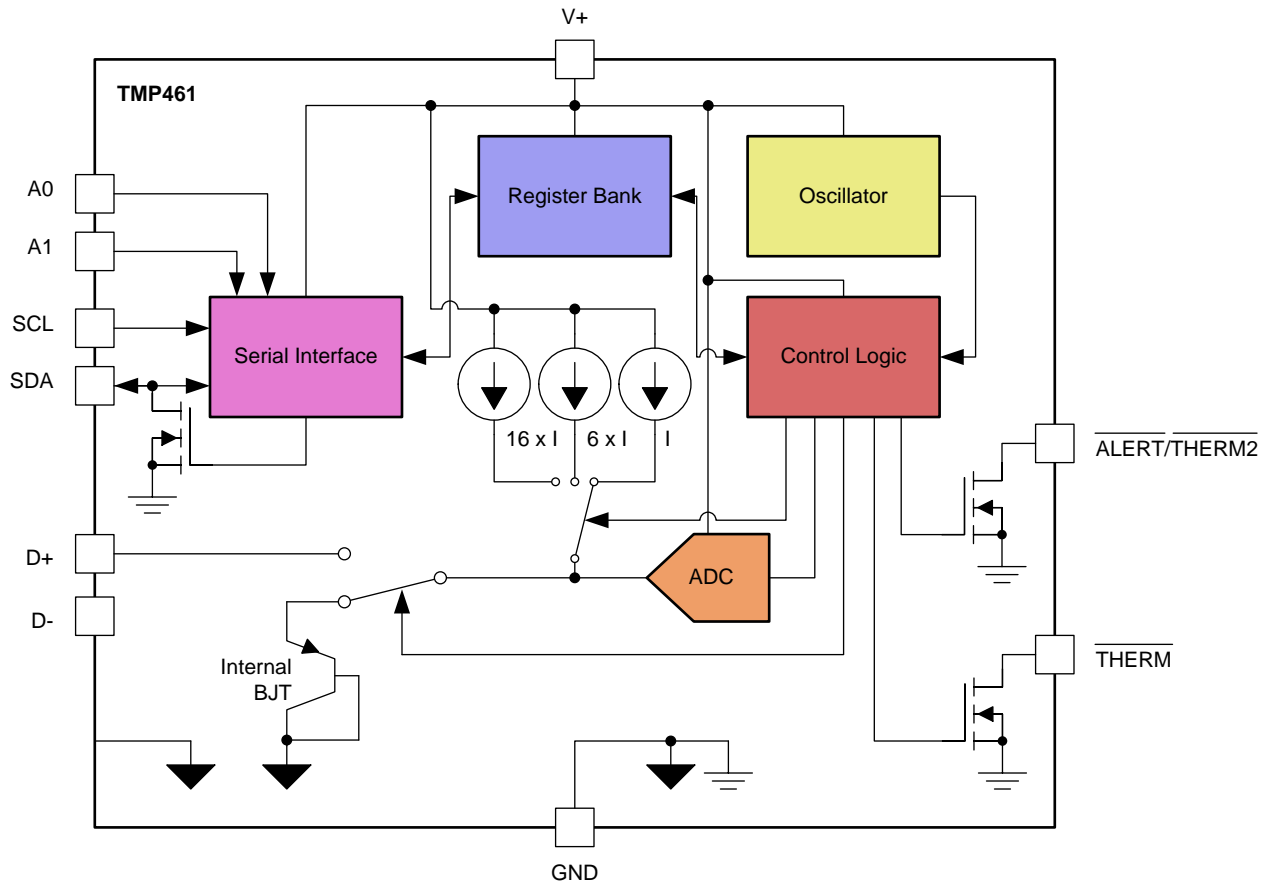 V+
TMP461
A0
A1
SCL
SDA
D+
D-
Register Bank
Oscillator
Serial Interface
Control Logic
16 x I
6 x I
I
ADC
Internal
BJT
ALERT/THERM2
THERM
GND